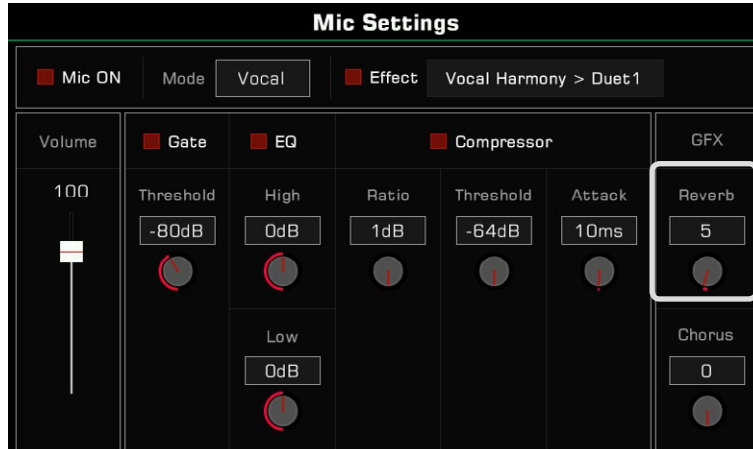 Mic Settings
Mic ON Mode Vocal Effect Vocal Harmony > Duet1
Volume Gate EQ Compressor GFX
100 Threshold High Ratio Threshold Attack Reverb
-80dB 0dB 1dB -64dB 10ms 5
Low Chorus
0dB 0